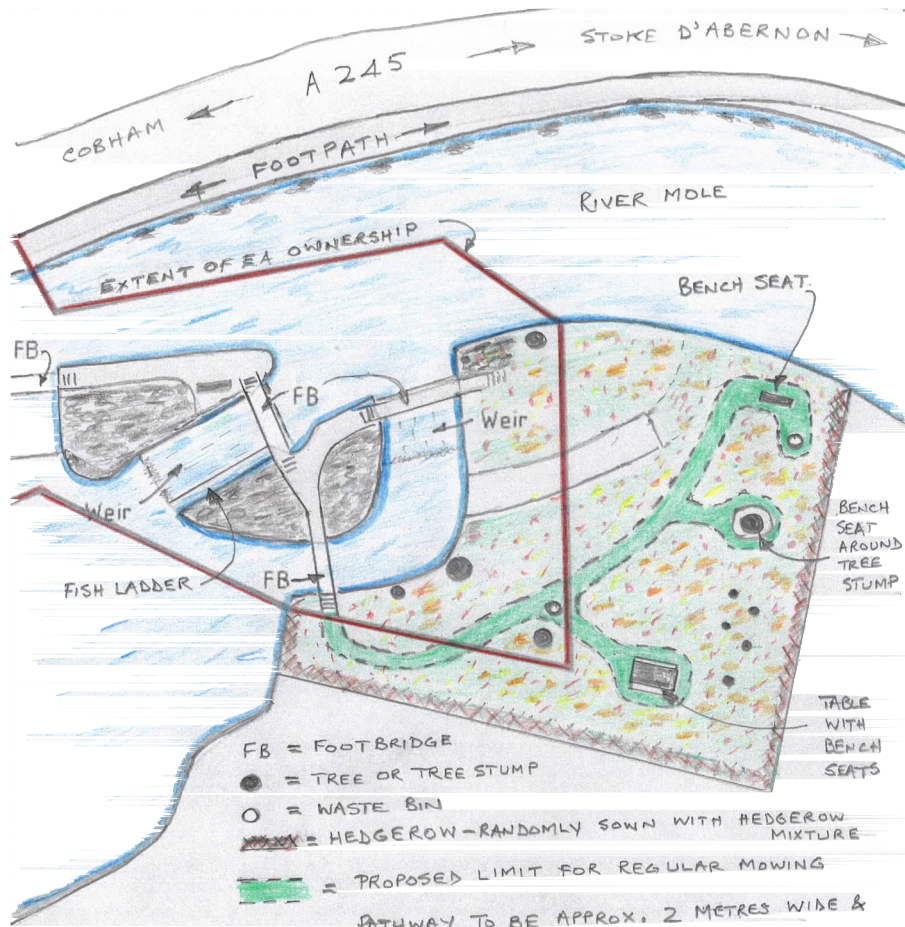 STOKE D'ABERNON
A 245
COBHAM
FOOTPATH
RIVER MOLE
EXTENT OF EA OWNERSHIP
BENCH SEAT
FB
FB
Weir
Weir
BENCH
SEAT
AROUND
TREE
STUMP
FISH LADDER
FB
TABLE
WITH
BENCH
SEATS
FB = FOOTBRIDGE
= TREE OR TREE STUMP
= WASTE BIN
= HEDGEROW-RANDOMLY SOWN WITH HEDGEROW
MIXTURE
= PROPOSED LIMIT FOR REGULAR MOWING
PATHWAY TO BE APPROX. 2 METRES WIDE &